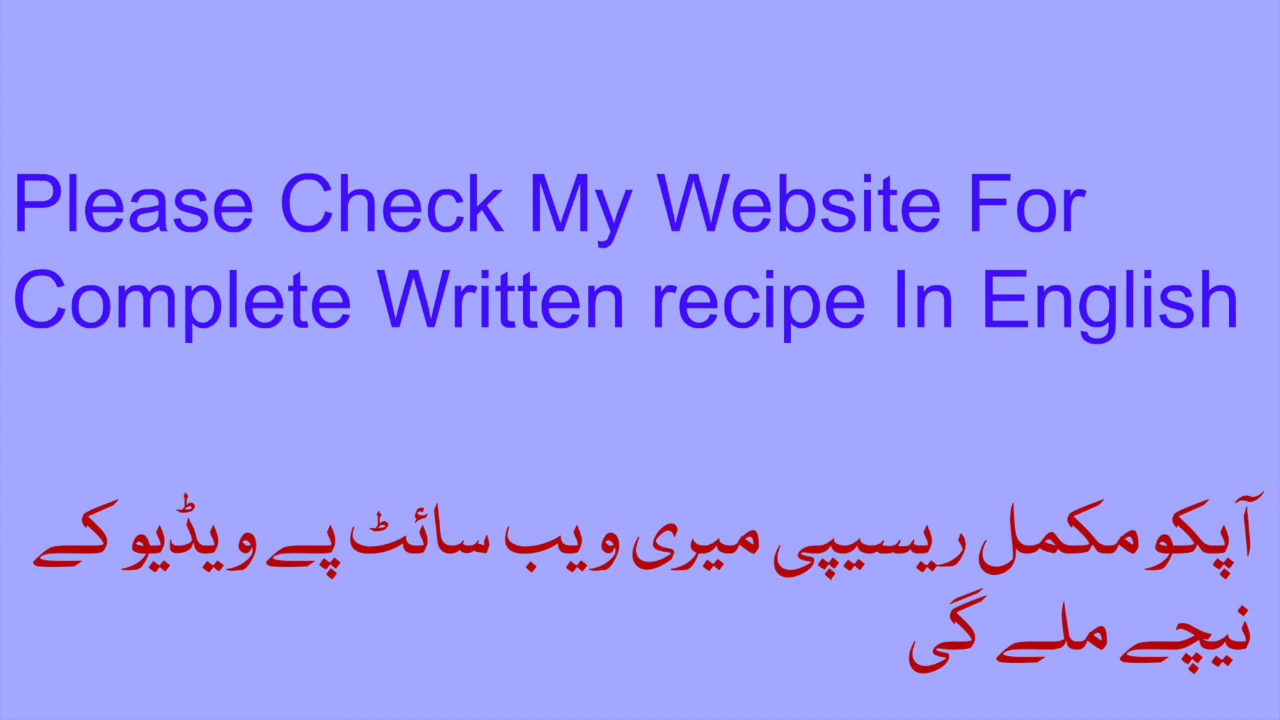 Please Check My Website For
Complete Written recipe In English
آپکو مکمل ریسیپی میری ویب سائٹ پے ویڈیو کے
نیچے ملے گی